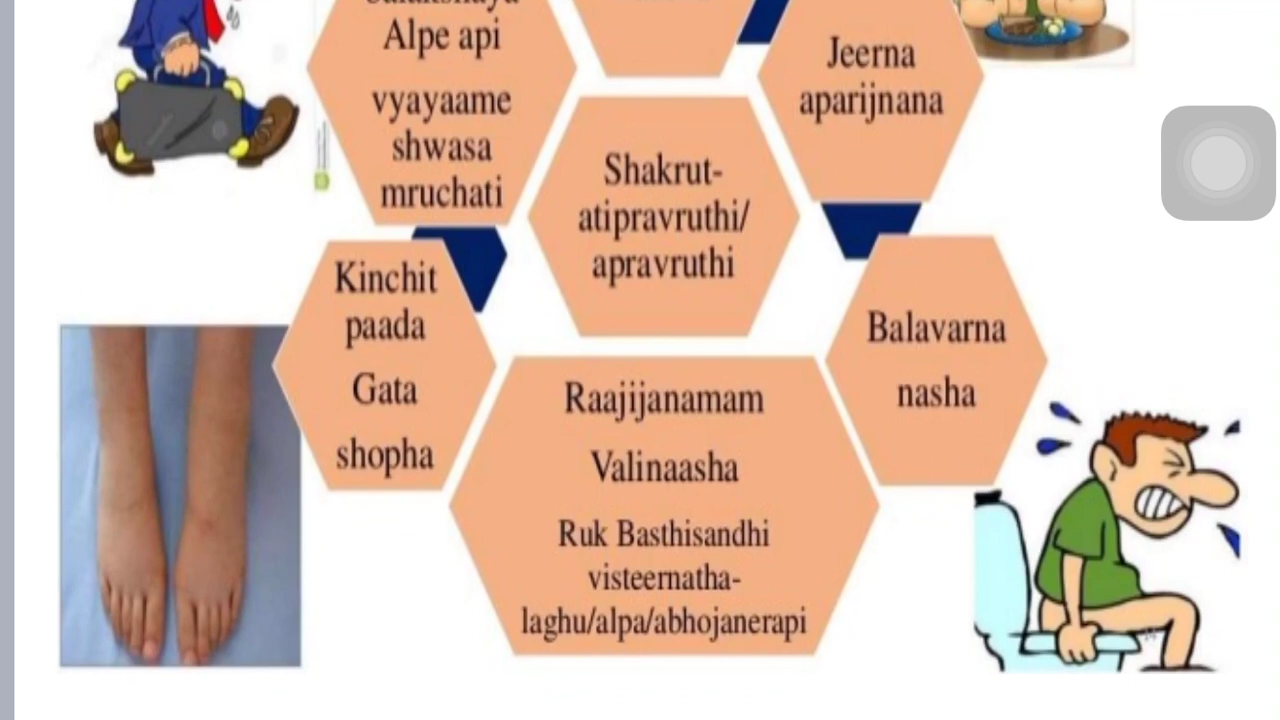 Alpe api
vyayaame
shwasa
mruchati
Jeerna
aparijnana
Shakrut-
atipravruthi/
apravruthi
Kinchit
paada
Gata
shopha
Balavarna
nasha
Raajijanamam
Valinaasha
Ruk Basthisandhi
visteernatha-
laghu/alpa/abhojanerapi